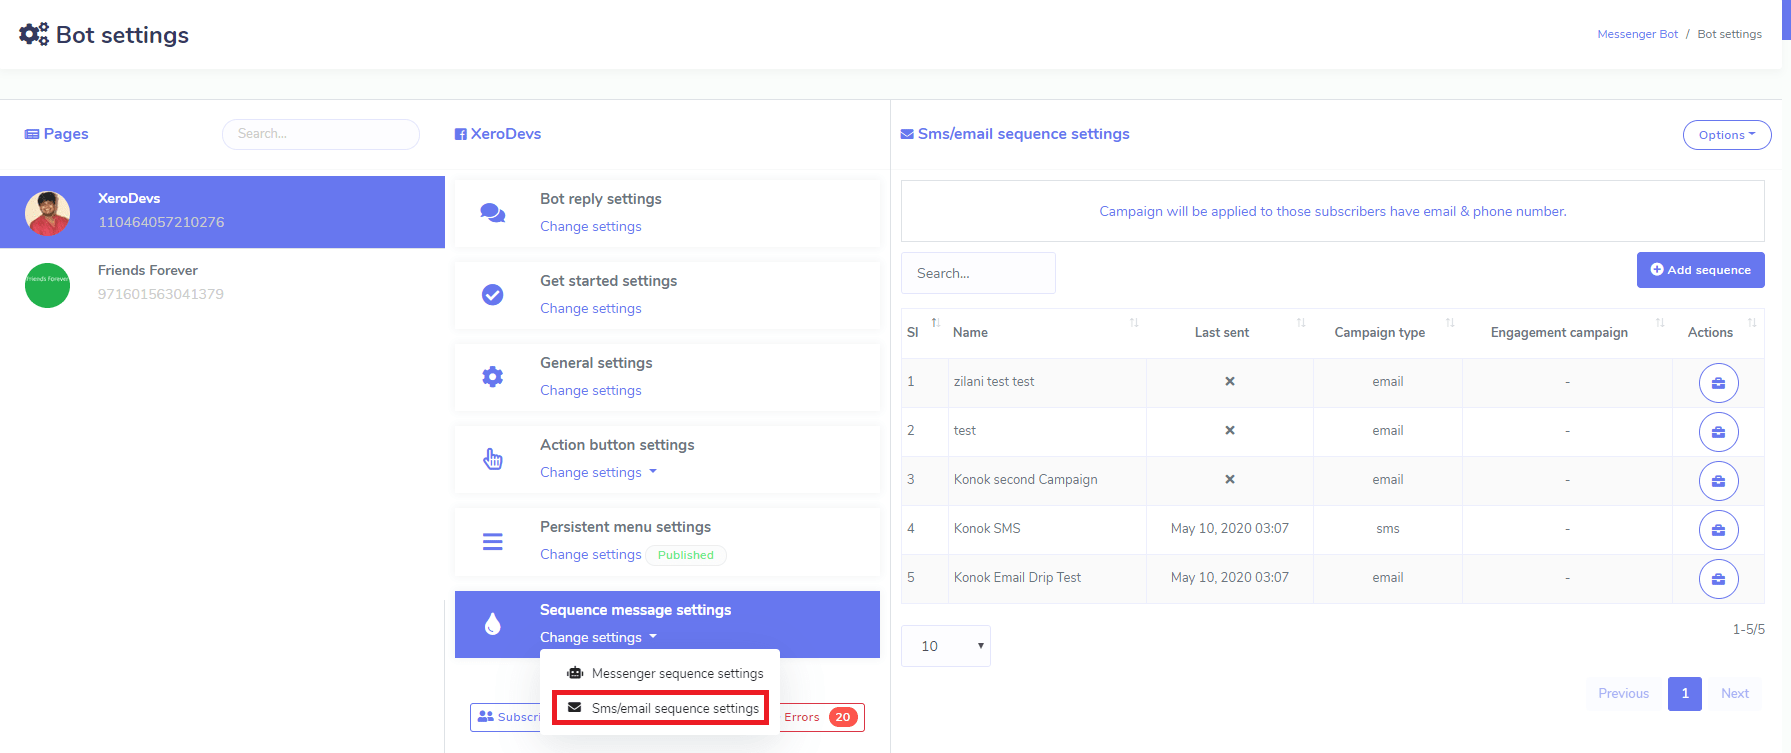 Bot settings
Messenger Bot / Bot settings
Pages
Search...
XeroDevs
110464057210276
Friends Forever
Friends Forever
971601563041379
XeroDevs
Bot reply settings
Change settings
Get started settings
Change settings
General settings
Change settings
Action button settings
Change settings
Persistent menu settings
Change settings Published
Sequence message settings
Change settings
Messenger sequence settings
Sms/email sequence settings
Subscri
Errors 20
Sms/email sequence settings
Options
Campaign will be applied to those subscribers have email & phone number.
Search...
Add sequence
Sl Name Last sent Campaign type Engagement campaign Actions
1 zilani test test × email -
2 test × email -
3 Konok second Campaign × email -
4 Konok SMS May 10, 2020 03:07 sms -
5 Konok Email Drip Test May 10, 2020 03:07 email -
10
1-5/5
Previous 1 Next